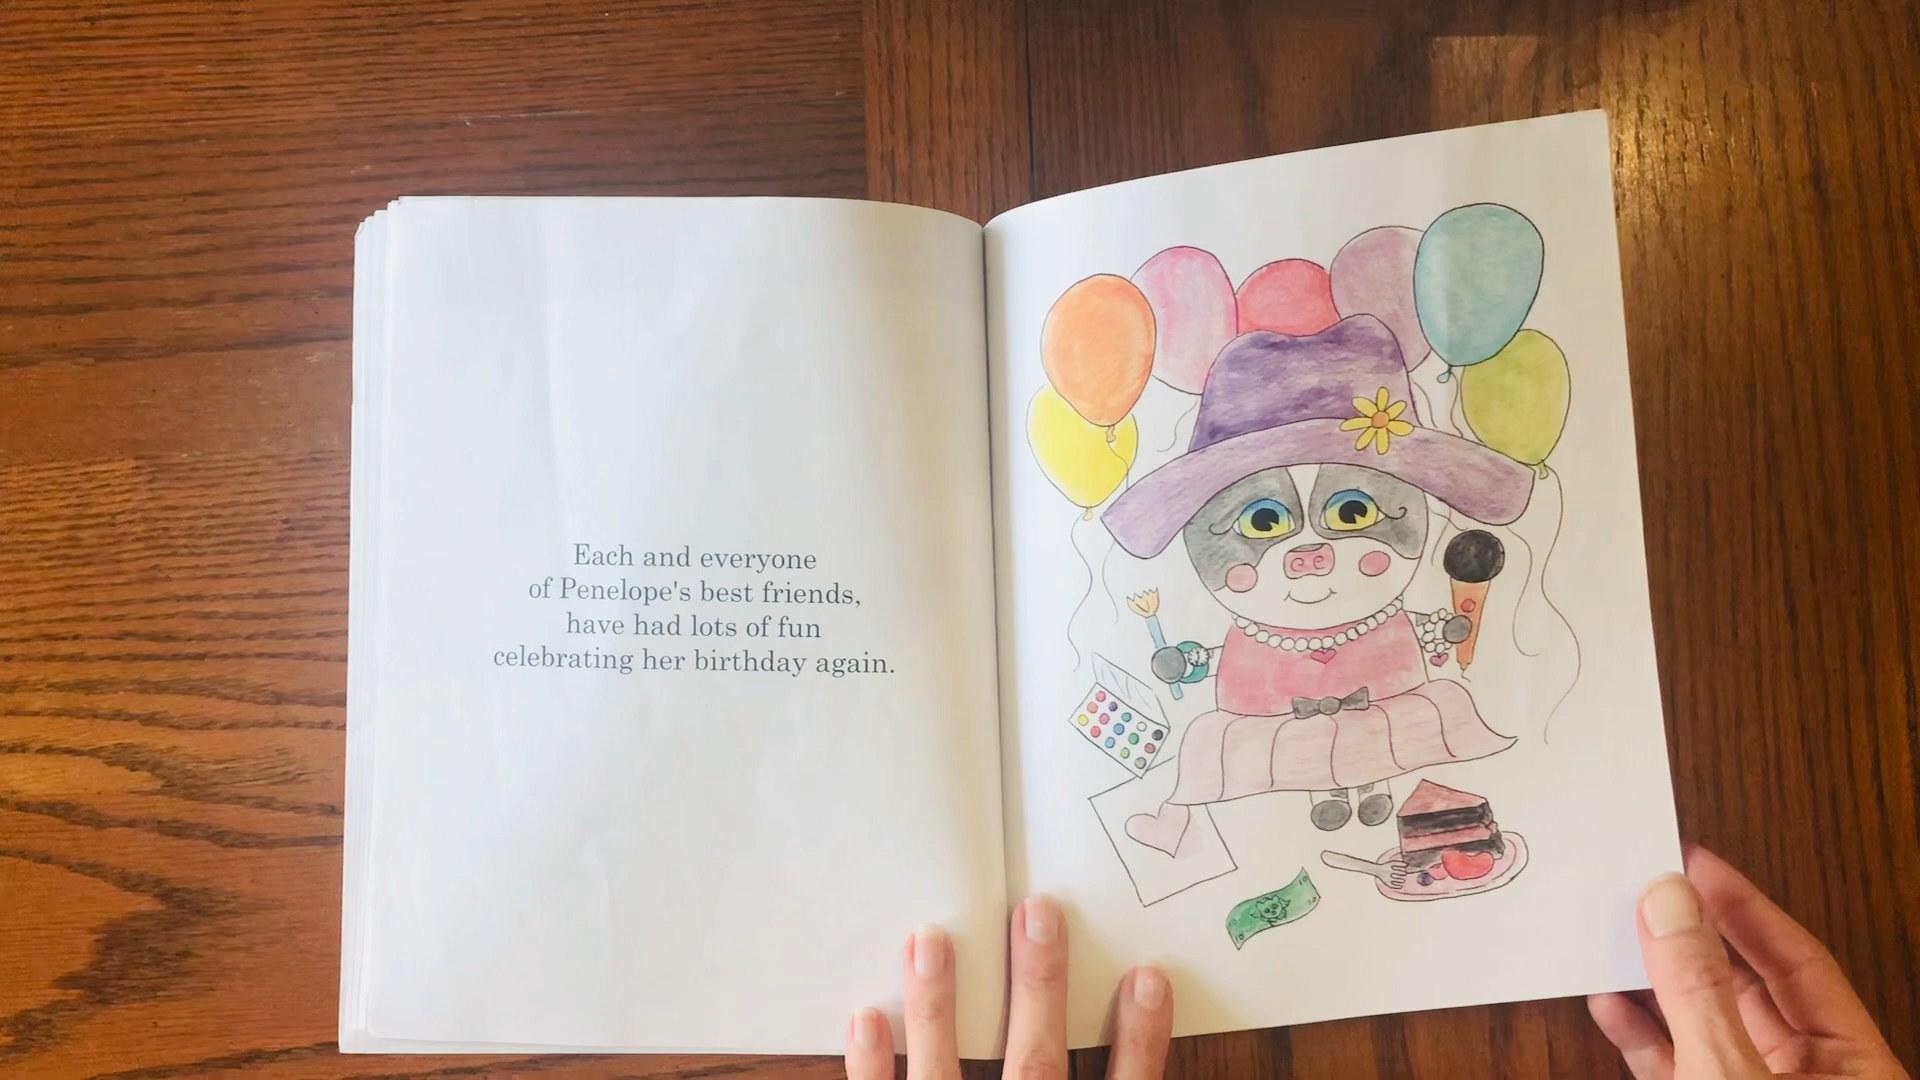 Each and everyone
of Penelope's best friends,
have had lots of fun
celebrating her birthday again.